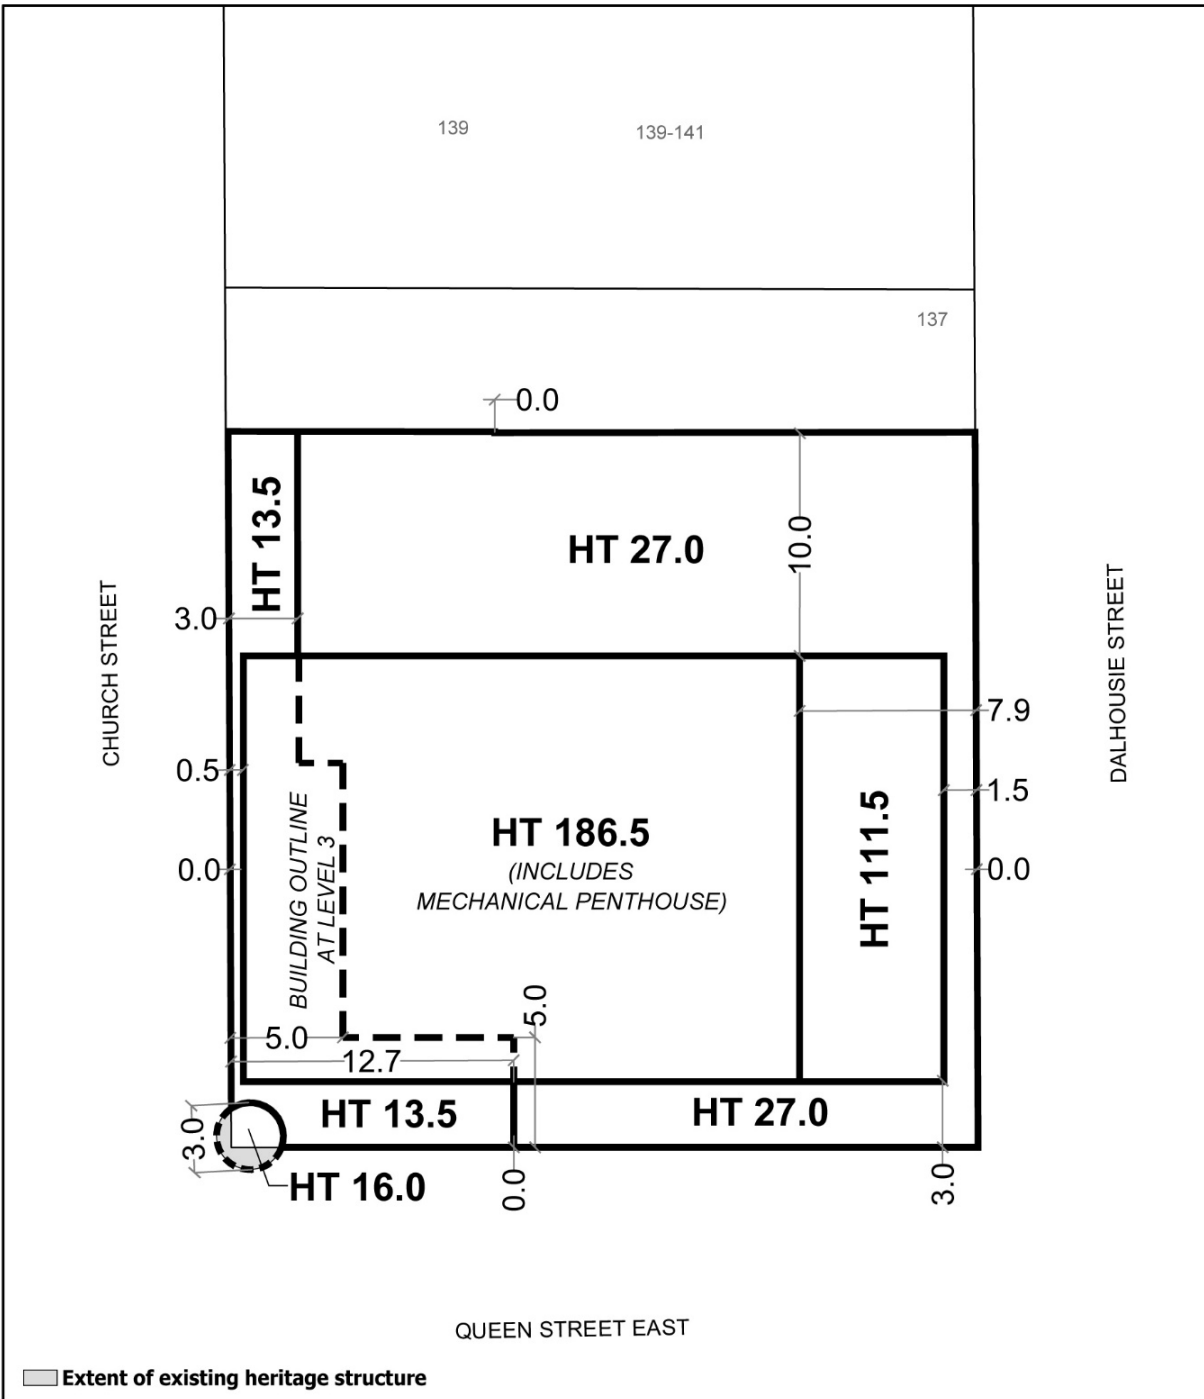 139
139-141
137
0.0
HT 13.5
HT 27.0
10.0
3.0
CHURCH STREET
DALHOUSIE STREET
7.9
0.5
1.5
BUILDING OUTLINE
AT LEVEL 3
HT 186.5
(INCLUDES
MECHANICAL PENTHOUSE)
HT 111.5
0.0
0.0
5.0
5.0
12.7
HT 13.5
HT 27.0
3.0
HT 16.0
0.0
3.0
QUEEN STREET EAST
Extent of existing heritage structure